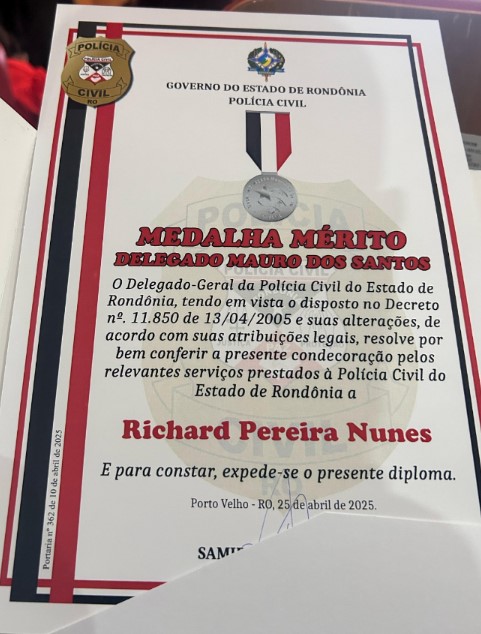 POLÍCIA
CIVIL
RO
GOVERNO DO ESTADO DE RONDÔNIA
POLÍCIA CIVIL
MEDALHA MÉRITO
DELEGADO MAURO DOS SANTOS
O Delegado-Geral da Polícia Civil do Estado de
Rondônia, tendo em vista o disposto no Decreto
nº. 11.850 de 13/04/2005 e suas alterações, de
acordo com suas atribuições legais, resolve por
bem conferir a presente condecoração pelos
relevantes serviços prestados à Polícia Civil do
Estado de Rondônia a
Richard Pereira Nunes
E para constar, expede-se o presente diploma.
Porto Velho - RO, 25 de abril de 2025.
Portaria nº 362 de 10 de abril de 2025